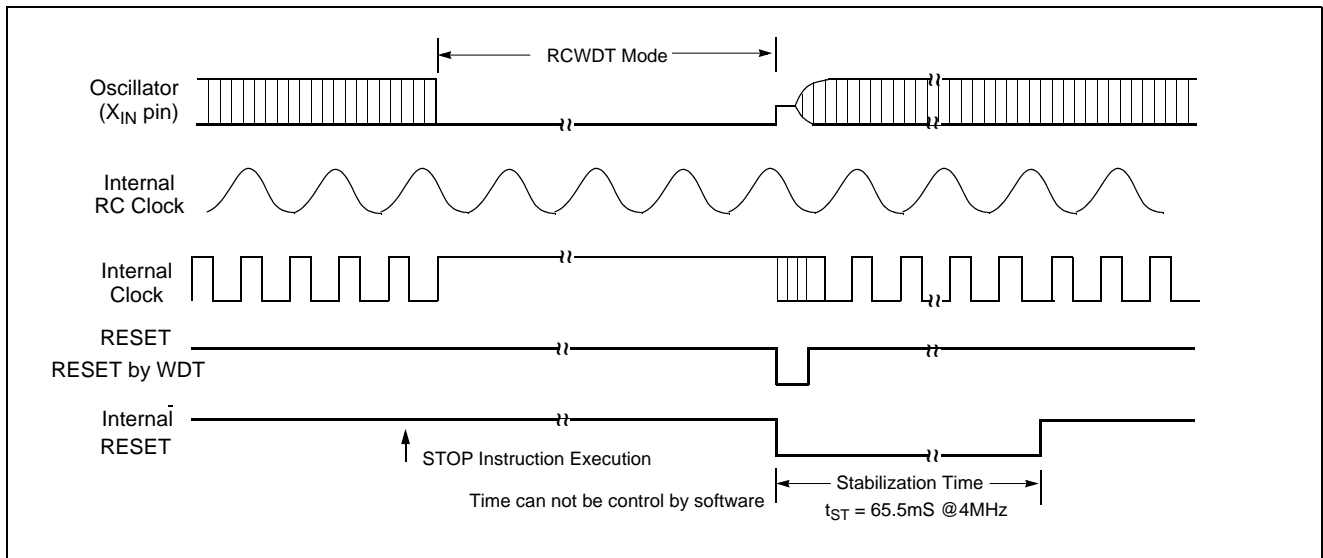 RCWDT Mode
Oscillator
(XIN pin)
Internal
RC Clock
Internal
Clock
RESET
RESET by WDT
Internal
RESET
STOP Instruction Execution
Time can not be control by software
Stabilization Time
tST = 65.5mS @4MHz